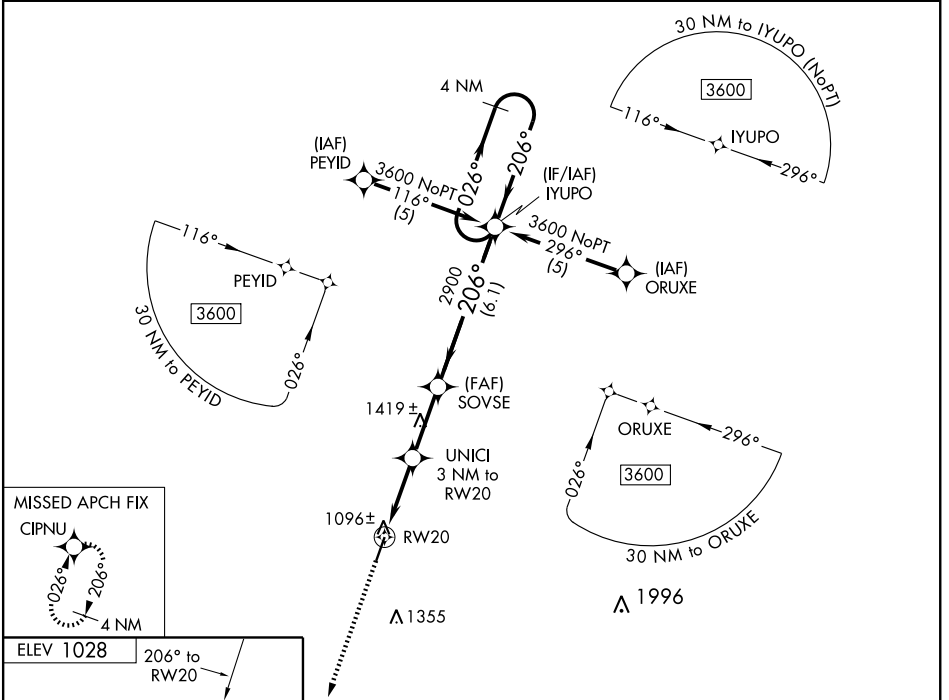 30 NM to IYUPO (NoPT)
3600
116°
IYUPO
296°
4 NM
026°
206°
(IAF)
PEYID
3600 NoPT
116°
(5)
(IF/IAF)
IYUPO
3600 NoPT
296°
(5)
(IAF)
ORUXE
2900
206°
(6.1)
116°
PEYID
3600
026°
30 NM to PEYID
(FAF)
SOVSE
1419±
UNICI
3 NM to
RW20
1096±
RW20
1355
ORUXE
296°
026°
3600
30 NM to ORUXE
1996
MISSED APCH FIX
CIPNU
026°
206°
4 NM
ELEV 1028
206° to
RW20